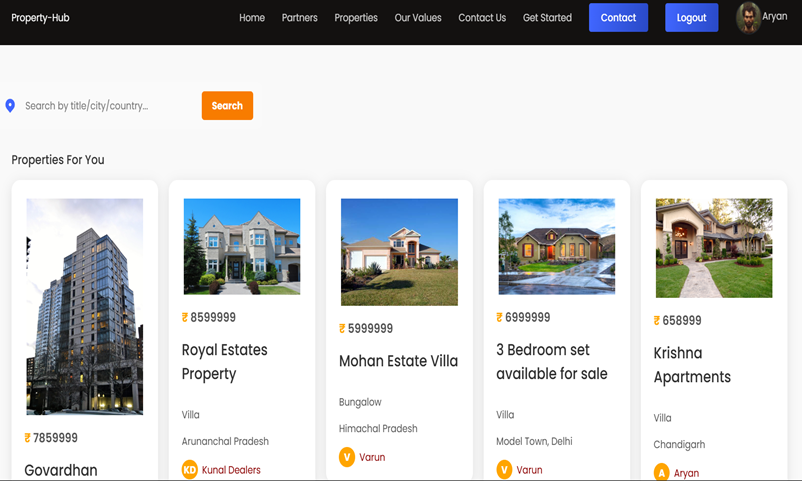 Property-Hub
Home Partners Properties Our Values Contact Us Get Started Contact Logout Aryan
Search by title/city/country... Search
Properties For You
₹ 7859999
Govardhan
₹ 8599999
Royal Estates
Property
Villa
Arunanchal Pradesh
KD Kunal Dealers
₹ 5999999
Mohan Estate Villa
Bungalow
Himachal Pradesh
V Varun
₹ 6999999
3 Bedroom set
available for sale
Villa
Model Town, Delhi
V Varun
₹ 658999
Krishna
Apartments
Villa
Chandigarh
A Aryan